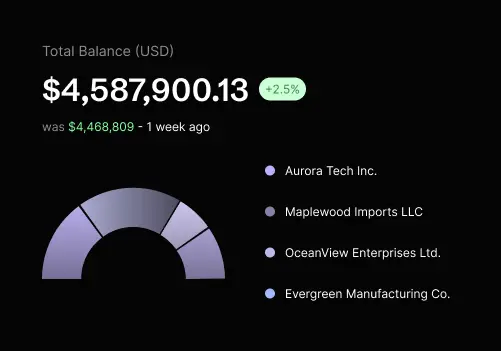 Total Balance (USD)
$4,587,900.13 +2.5%
was $4,468,809 - 1 week ago
Aurora Tech Inc.
Maplewood Imports LLC
OceanView Enterprises Ltd.
Evergreen Manufacturing Co.